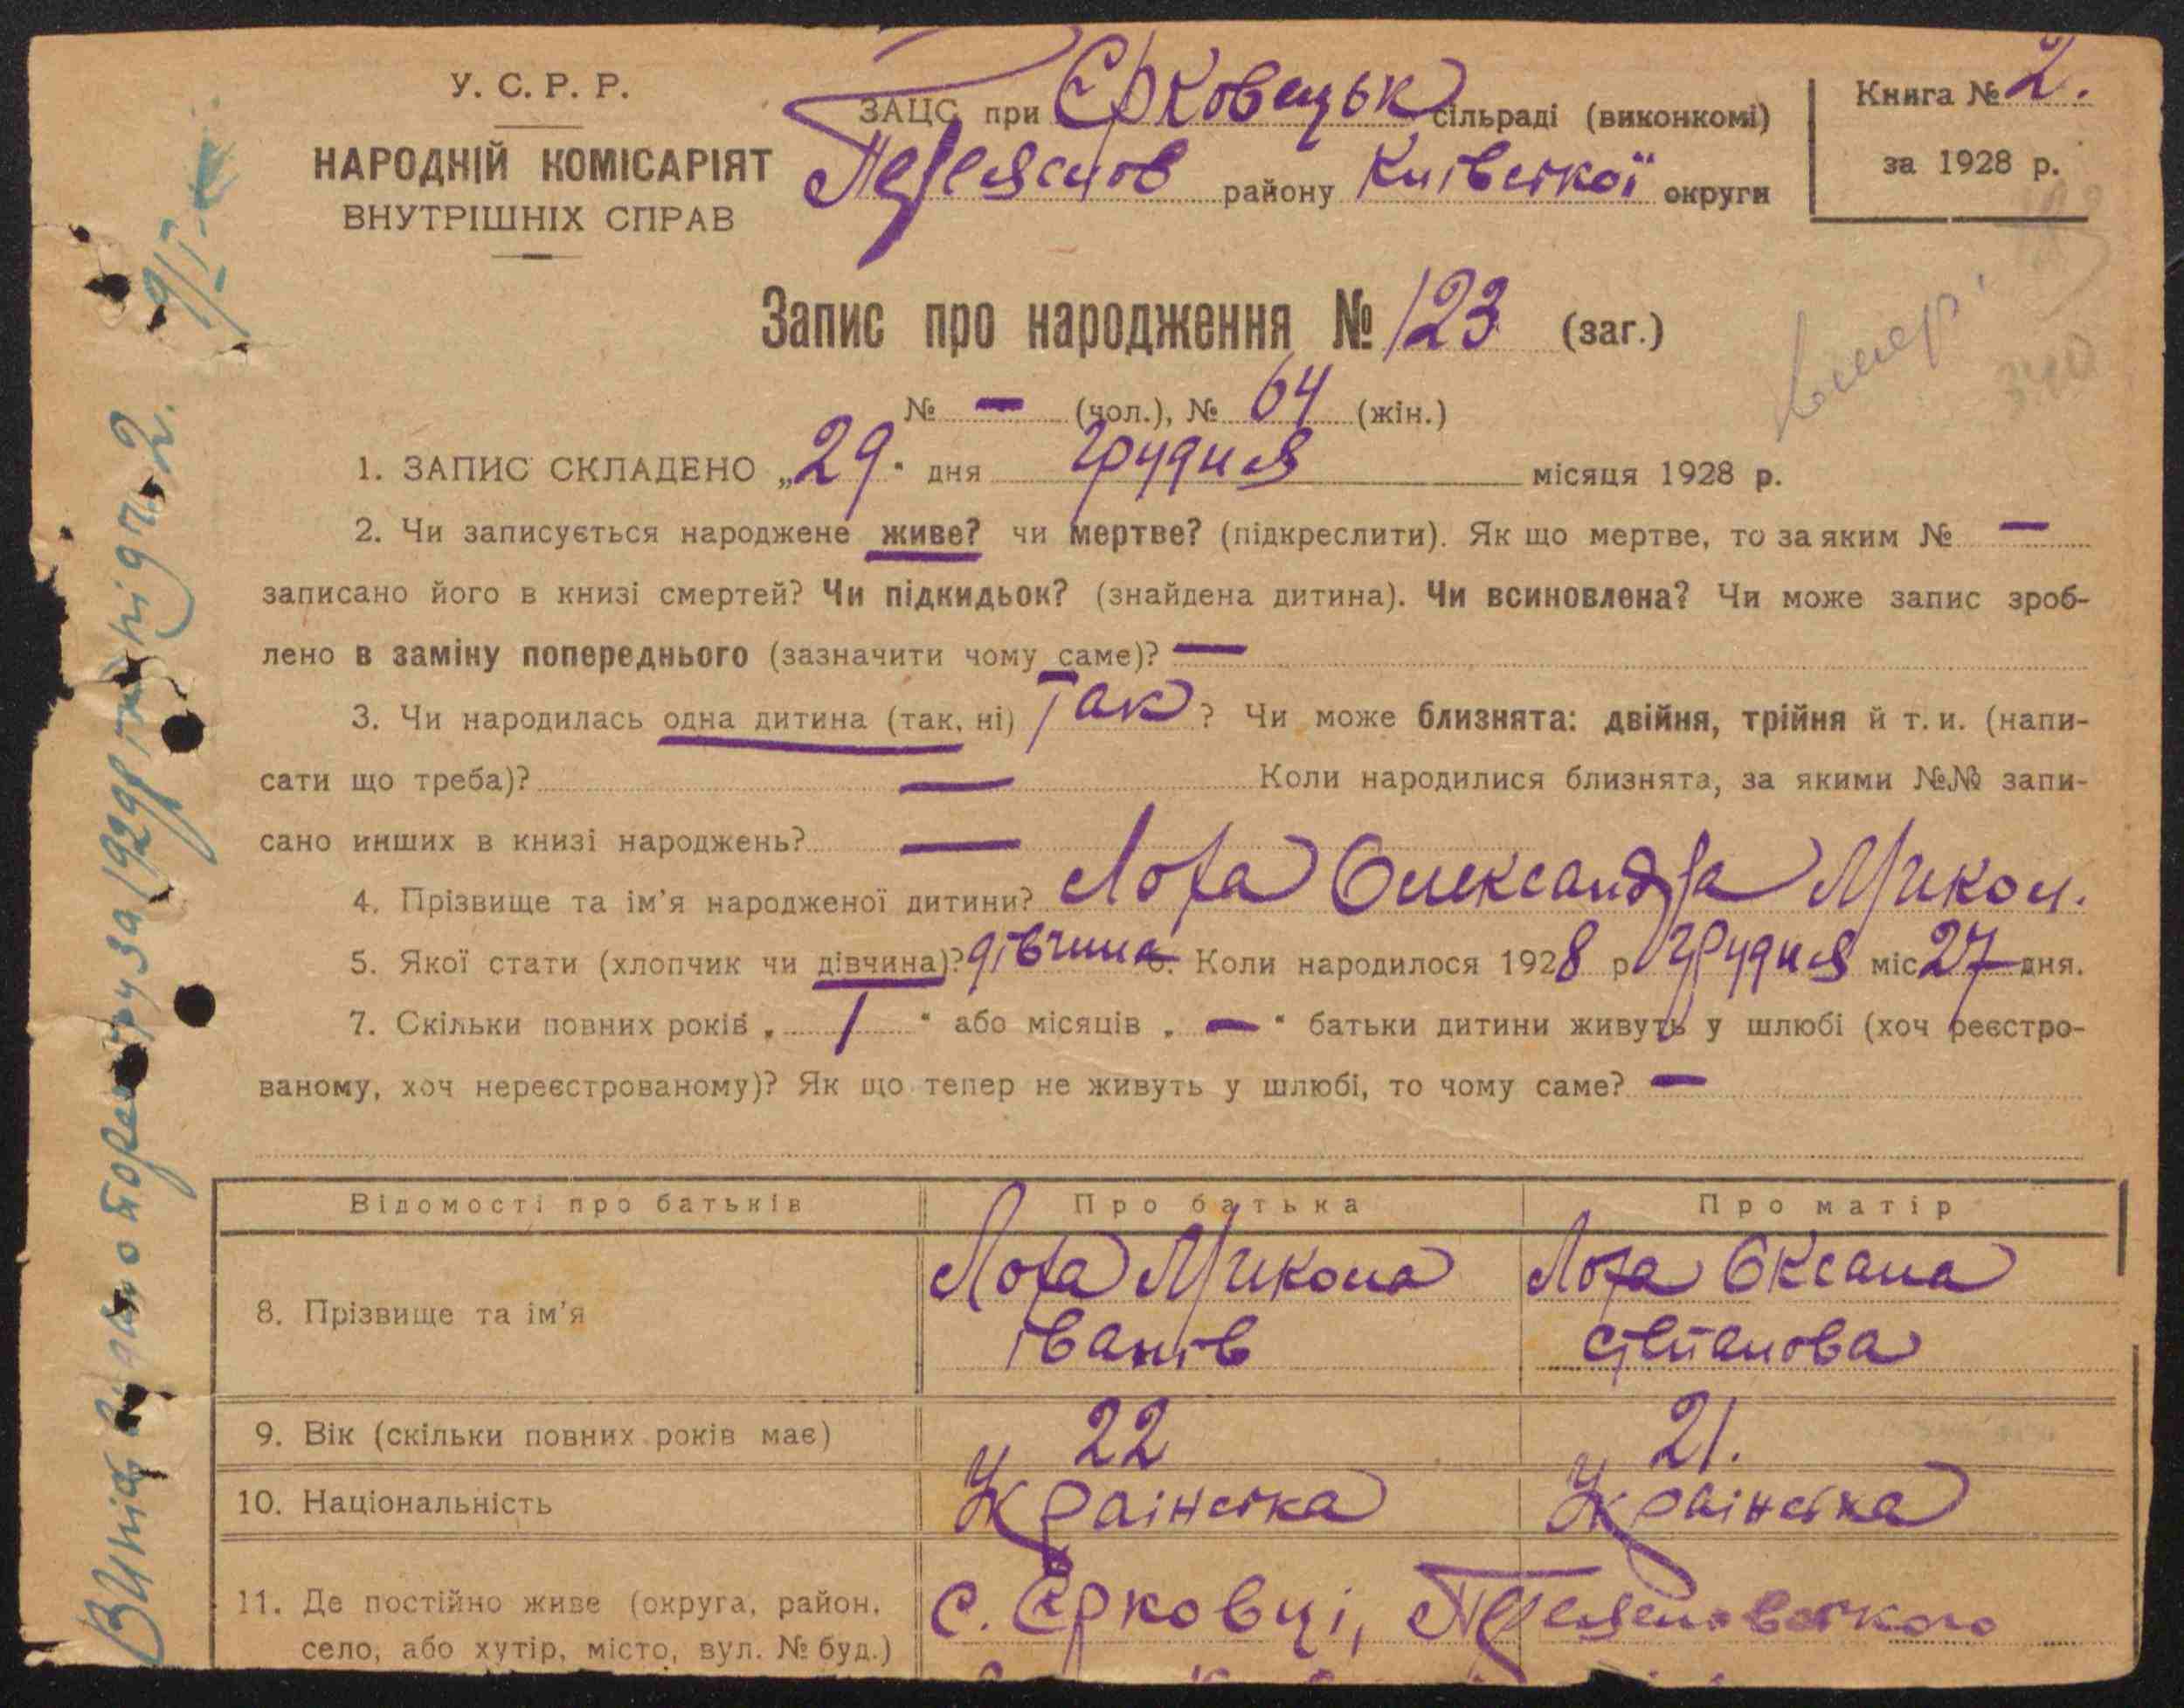 У. С. Р. Р.
НАРОДНІЙ КОМІСАРІЯТ
ВНУТРІШНІХ СПРАВ
ЗАЦС при Єрковецьк сільраді (виконкомі)
Переяслов району Київської округи
Книга № 2.
за 1928 р.
Запис про народження № 123 (заг.)
№ — (чол.), № 64 (жін.)
1. ЗАПИС СКЛАДЕНО „29" дня грудня місяця 1928 р.
2. Чи записується народжене живе? чи мертве? (підкреслити). Як що мертве, то за яким № —
записано його в книзі смертей? Чи підкидьок? (знайдена дитина). Чи всиновлена? Чи може запис зроб-
лено в заміну попереднього (зазначити чому саме)? —
3. Чи народилась одна дитина (так, ні) Так? Чи може близнята: двійня, трійня й т. и. (напи-
сати що треба)? — Коли народилися близнята, за якими №№ запи-
сано инших в книзі народжень? —
4. Прізвище та ім'я народженої дитини? Лофа Олександра Микол.
5. Якої стати (хлопчик чи дівчина)? дівчина 6. Коли народилося 1928 р грудня міс 27 дня.
7. Скільки повних років „ 1 " або місяців „ — " батьки дитини живуть у шлюбі (хоч реєстро-
ваному, хоч нереєстрованому)? Як що тепер не живуть у шлюбі, то чому саме? —
Відомості про батьків Про батька Про матір
8. Прізвище та ім'я Лофа Микола Лофа Оксана
Іванів Степанова
9. Вік (скільки повних років має) 22 21.
10. Національність Українська Українська
11. Де постійно живе (округа, район, с. Єрковці, Переяславського
село, або хутір, місто, вул. № буд.)